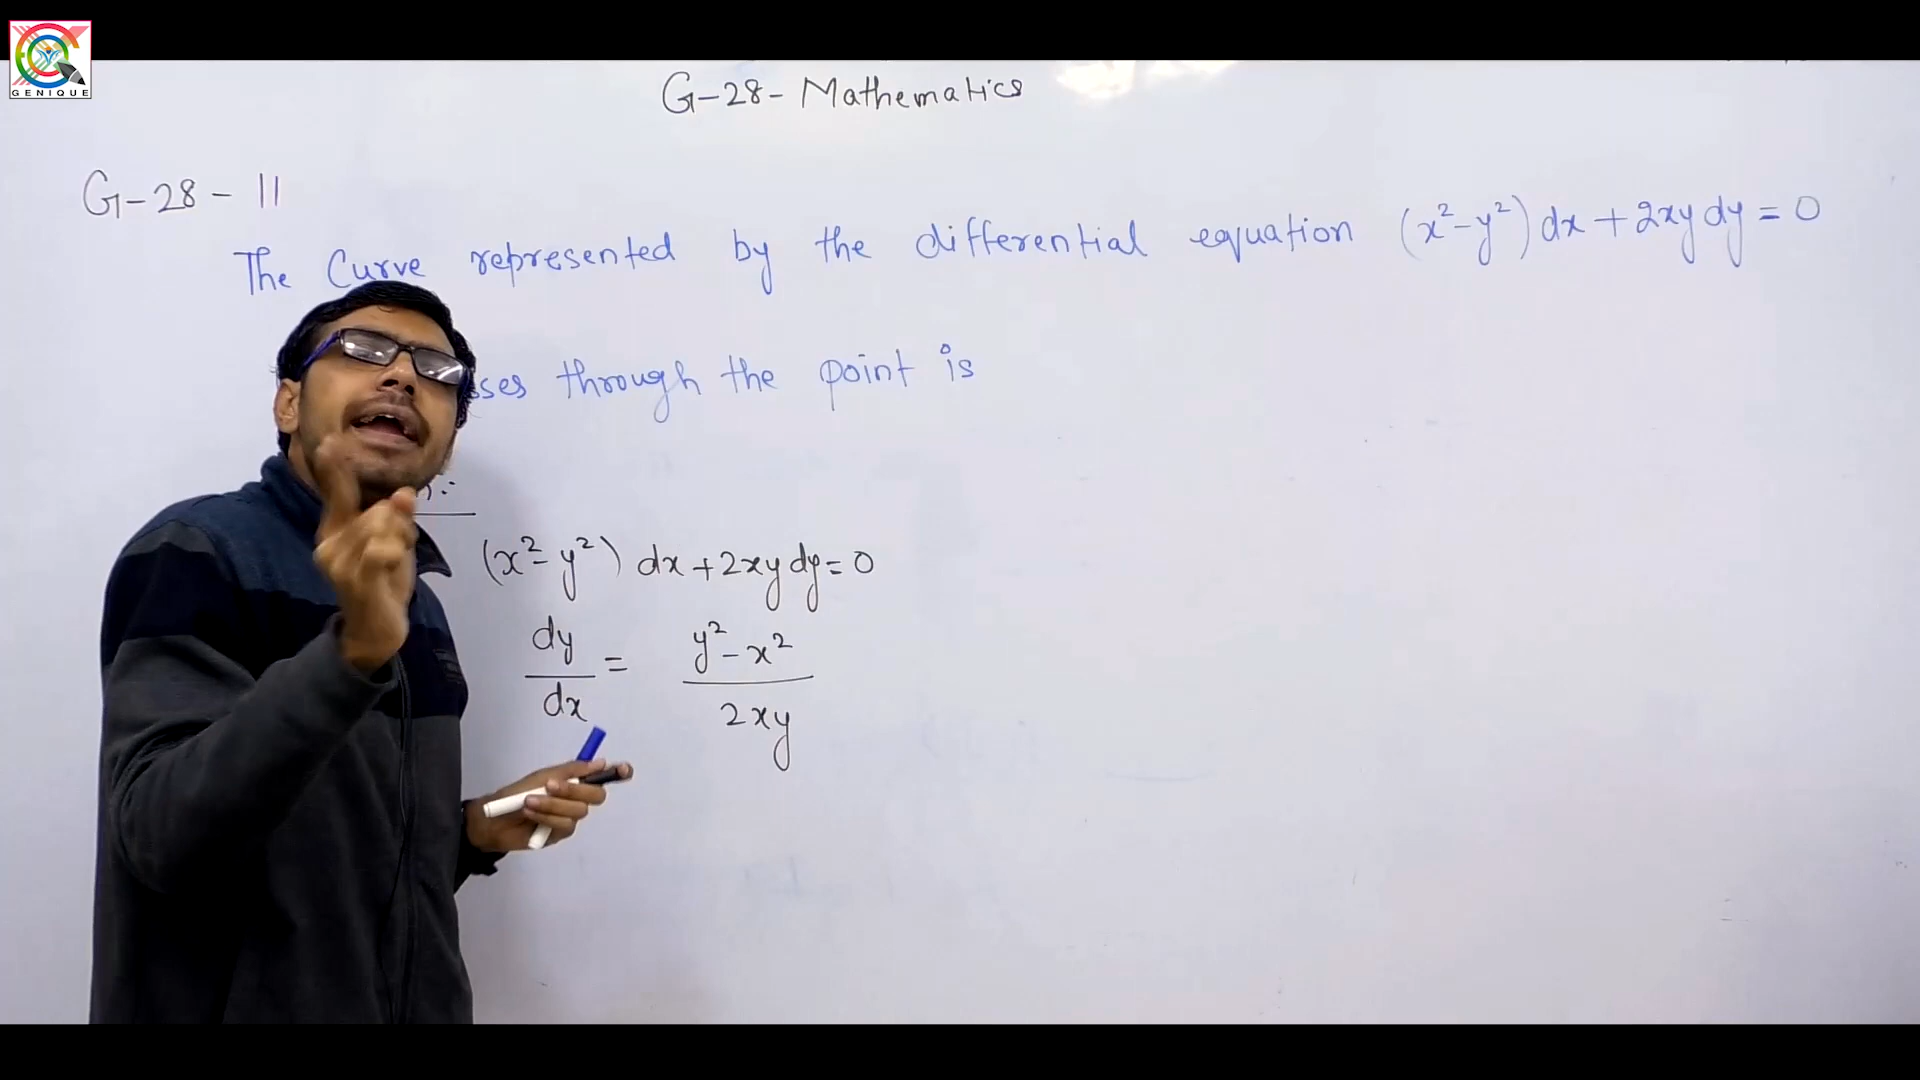 GENIQUE
G-28- Mathematics
G-28-11
The Curve represented by the differential equation (x²-y²) dx + 2xy dy = 0
through the point is
(x²-y²) dx + 2xy dy = 0
dy/dx = y²-x²/2xy